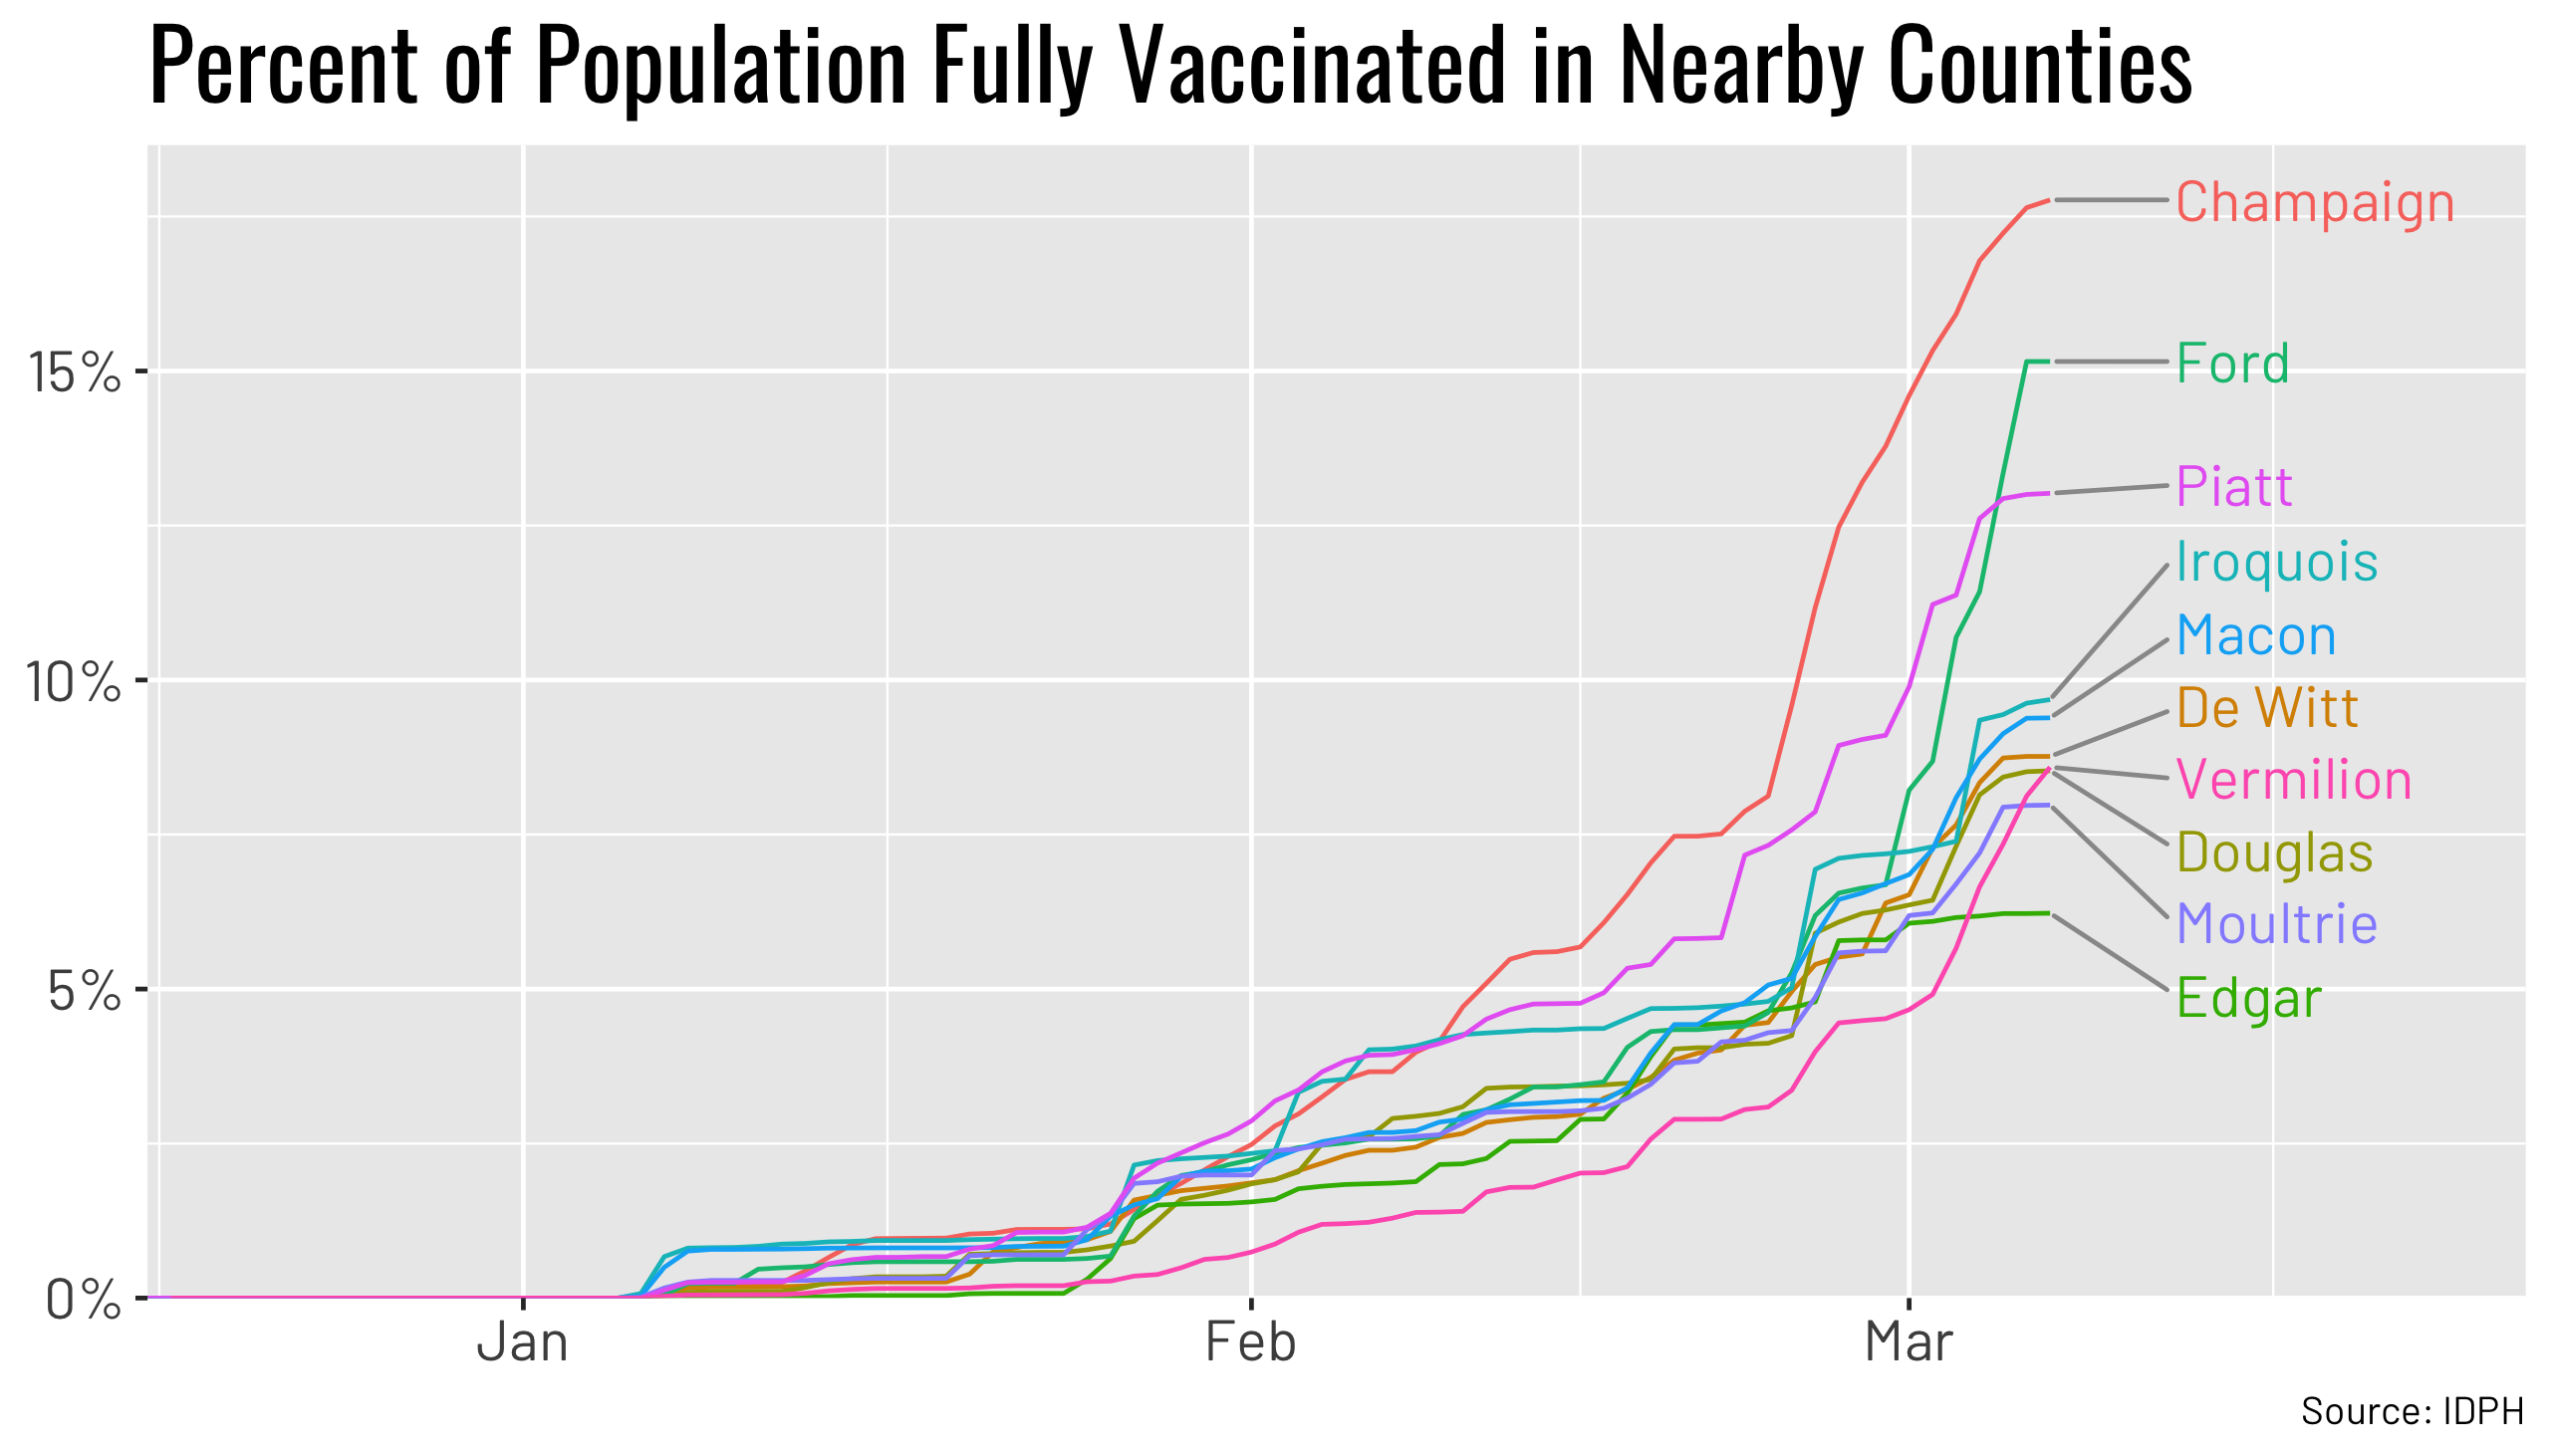 Percent of Population Fully Vaccinated in Nearby Counties
Champaign
15%
Ford
Piatt
Iroquois
Macon
10%
De Witt
Vermilion
Douglas
Moultrie
5%
Edgar
0%
Jan Feb Mar
Source: IDPH